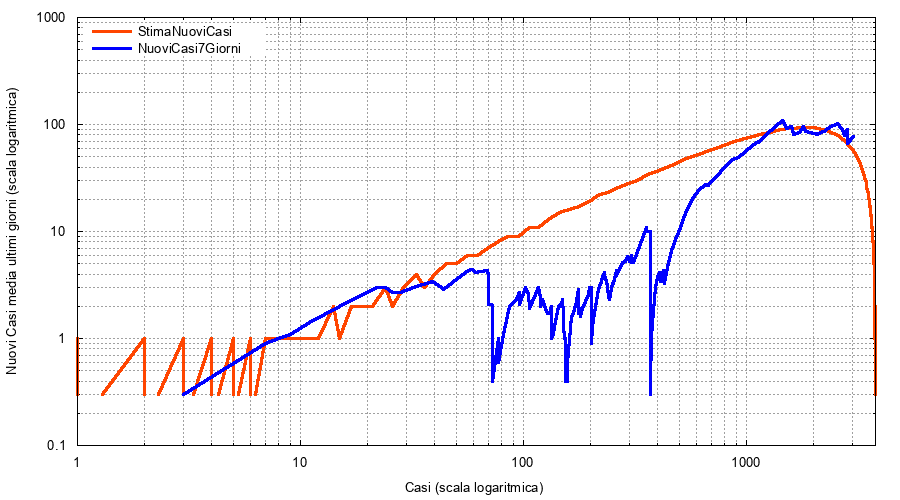 1000
StimaNuoviCasi
NuoviCasi7Giorni
100
10
1
0.1
Nuovi Casi media ultimi giorni (scala logaritmica)
1 10 100 1000
Casi (scala logaritmica)